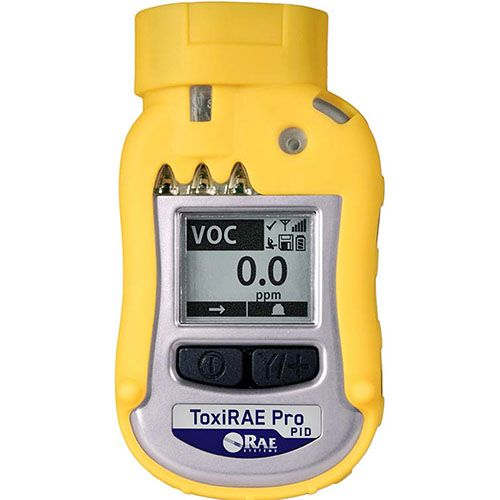 VOC
0.0
ppm
Y/+
ToxiRAE Pro
PID
RAE
SYSTEMS